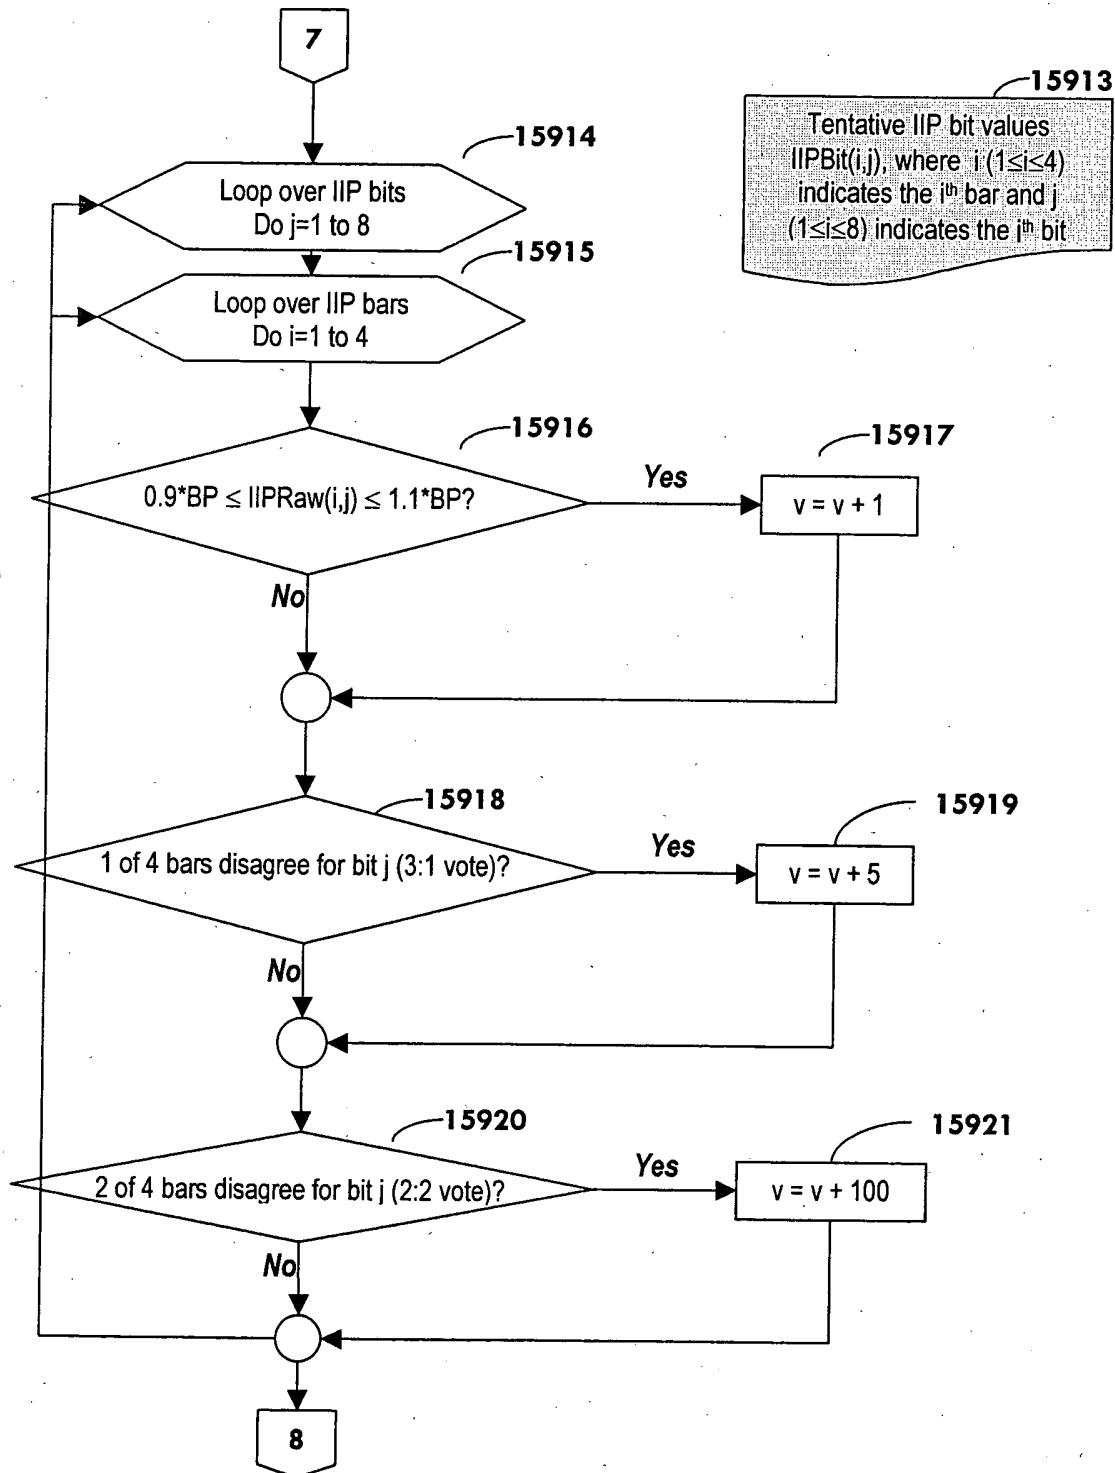 7
15913
Tentative IIP bit values
IIPBit(i,j), where i (1≤i≤4)
indicates the ith bar and j
(1≤i≤8) indicates the jth bit
15914
Loop over IIP bits
Do j=1 to 8
15915
Loop over IIP bars
Do i=1 to 4
15916
0.9*BP ≤ IIPRaw(i,j) ≤ 1.1*BP?
Yes
15917
v = v + 1
No
15918
1 of 4 bars disagree for bit j (3:1 vote)?
Yes
15919
v = v + 5
No
15920
2 of 4 bars disagree for bit j (2:2 vote)?
Yes
15921
v = v + 100
No
8